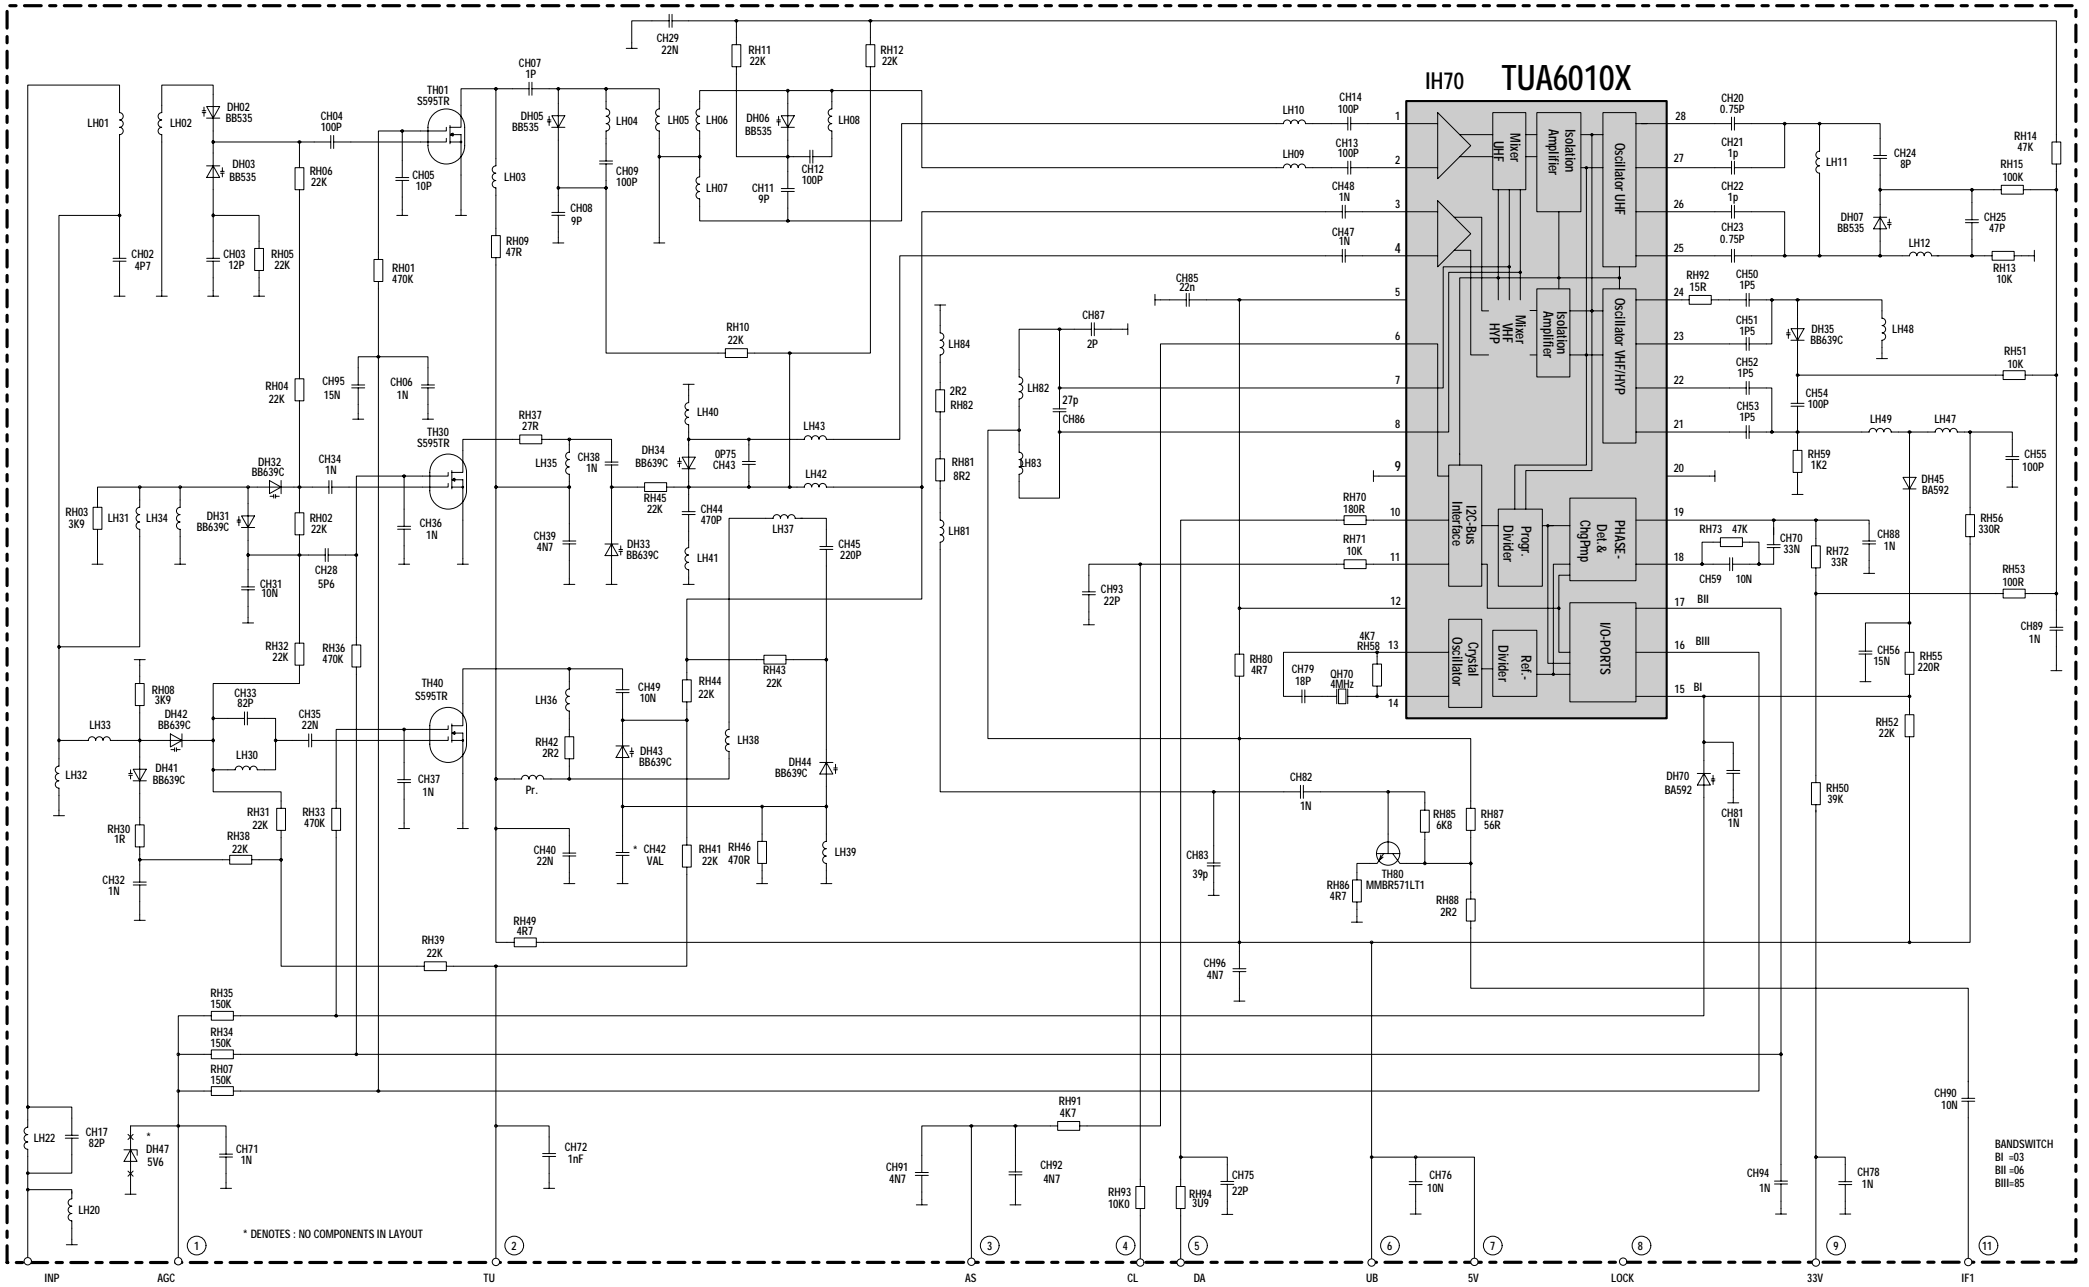 IH70 TUA6010X
CH29
22N
RH11
22K
RH12
22K
CH07
1P
TH01
S595TR
LH01
LH02
DH02
BB535
CH04
100P
DH03
BB535
RH06
22K
CH05
10P
LH03
DH05
BB535
LH04
LH05
LH06
DH06
BB535
LH08
CH09
100P
CH12
100P
CH11
9P
LH07
CH08
9P
RH09
47R
CH02
4P7
CH03
12P
RH05
22K
RH01
470K
RH10
22K
LH10
CH14
100P
CH13
100P
LH09
CH48
1N
CH47
1N
CH85
22n
CH87
2P
LH84
LH82
27p
CH86
2R2
RH82
RH81
8R2
LH83
LH81
1
2
3
4
5
6
7
8
9
10
11
12
13
14
Mixer
UHF
Isolation
Amplifier
Oscillator UHF
Mixer
VHF
HYP
Isolation
Amplifier
Oscillator VHF/HYP
I2C-Bus
Interface
Progr.
Divider
PHASE-
Det.&
ChgPmp
Crystal
Oscillator
Ref.-
Divider
I/O-PORTS
28
27
26
25
24
23
22
21
20
19
18
17
BII
16
BIII
15
BI
CH20
0.75P
CH21
1p
CH22
1p
CH23
0.75P
LH11
CH24
8P
RH14
47K
RH15
100K
DH07
BB535
CH25
47P
LH12
RH13
10K
RH92
15R
CH50
1P5
CH51
1P5
DH35
BB639C
LH48
CH52
1P5
CH54
100P
RH51
10K
CH53
1P5
LH49
LH47
RH59
1K2
DH45
BA592
CH55
100P
RH56
330R
RH73
47K
CH70
33N
CH59
10N
RH72
33R
CH88
1N
RH53
100R
CH89
1N
CH56
15N
RH55
220R
RH52
22K
RH04
22K
CH95
15N
CH06
1N
TH30
S595TR
RH37
27R
LH35
CH38
1N
LH40
DH34
BB639C
0P75
CH43
LH43
LH42
RH45
22K
CH44
470P
LH41
DH33
BB639C
CH39
4N7
LH37
CH45
220P
DH32
BB639C
CH34
1N
RH03
3K9
LH31
LH34
DH31
BB639C
RH02
22K
CH36
1N
CH28
5P6
CH31
10N
RH32
22K
RH36
470K
RH70
180R
RH71
10K
CH93
22P
RH80
4R7
4K7
RH58
CH79
18P
QH70
4MHz
RH08
3K9
LH33
LH32
DH42
BB639C
DH41
BB639C
CH33
82P
LH30
CH35
22N
TH40
S595TR
CH37
1N
LH36
RH42
2R2
CH49
10N
RH44
22K
RH43
22K
LH38
DH43
BB639C
DH44
BB639C
Pr.
RH30
1R
RH38
22K
RH31
22K
RH33
470K
CH32
1N
CH40
22N
* CH42
VAL
RH41
22K
RH46
470R
LH39
CH82
1N
RH85
6K8
RH87
56R
CH83
39p
TH80
MMBR571LT1
RH86
4R7
RH88
2R2
DH70
BA592
CH81
1N
RH50
39K
RH39
22K
RH49
4R7
CH96
4N7
RH35
150K
RH34
150K
RH07
150K
LH22
CH17
82P
*
DH47
5V6
CH71
1N
LH20
CH72
1nF
CH91
4N7
CH92
4N7
RH91
4K7
RH93
10K0
RH94
3U9
CH75
22P
CH76
10N
CH94
1N
CH78
1N
CH90
10N
BANDSWITCH
BI =03
BII =06
BIII=85
* DENOTES : NO COMPONENTS IN LAYOUT
1
2
3
4
5
6
7
8
9
11
INP AGC TU AS CL DA UB 5V LOCK 33V IF1